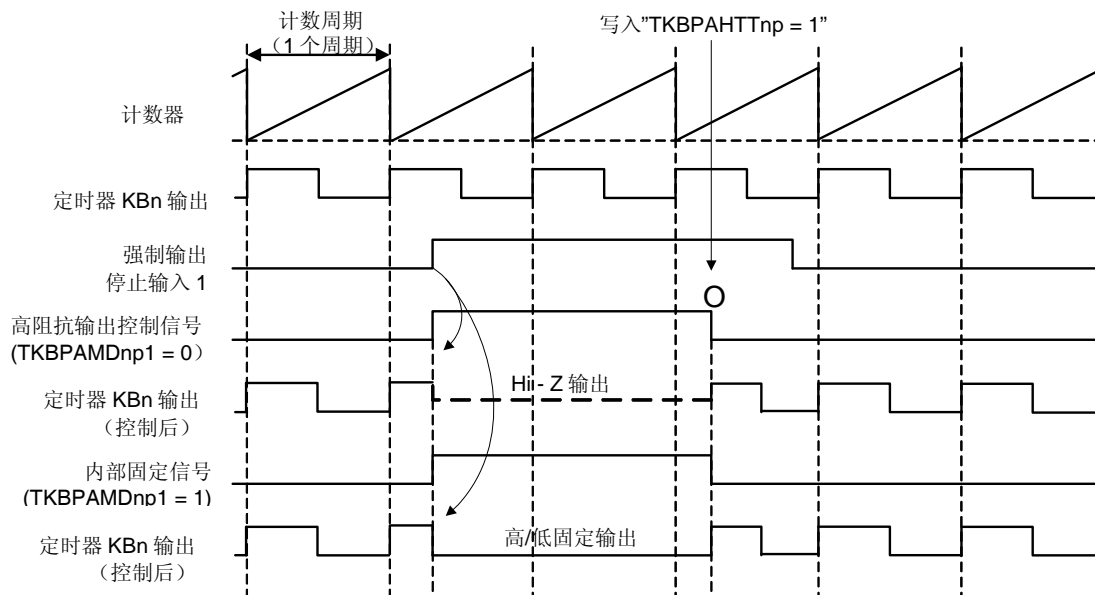 计数周期
（1 个周期）
写入”TKBPAHTTnp = 1”
计数器
定时器 KBn 输出
强制输出
停止输入 1
O
高阻抗输出控制信号
(TKBPAMDnp1 = 0）
Hi - Z 输出
定时器 KBn 输出
（控制后）
内部固定信号
(TKBPAMDnp1 = 1)
高/低固定输出
定时器 KBn 输出
（控制后）